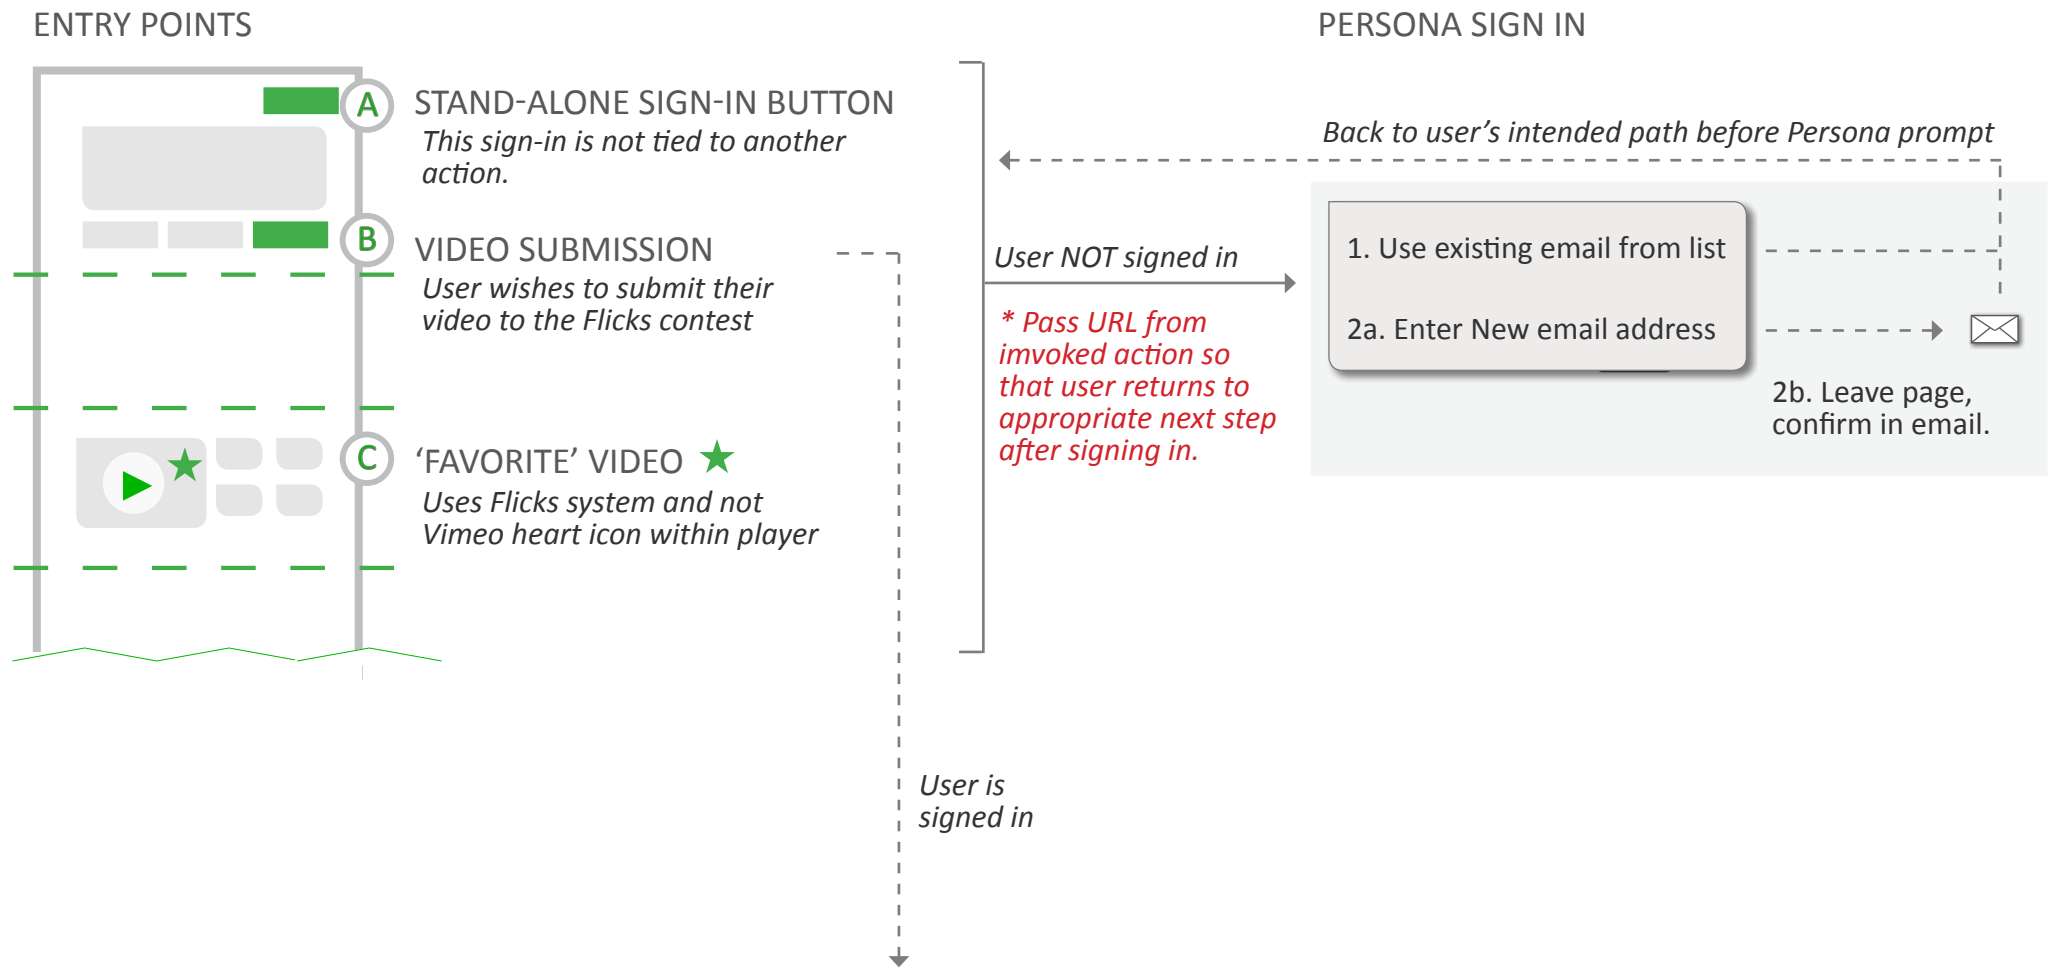 ENTRY POINTS
A
STAND-ALONE SIGN-IN BUTTON
This sign-in is not tied to another
action.
B
VIDEO SUBMISSION
User wishes to submit their
video to the Flicks contest
C
‘FAVORITE’ VIDEO
Uses Flicks system and not
Vimeo heart icon within player
User is
signed in
User NOT signed in
* Pass URL from
imvoked action so
that user returns to
appropriate next step
after signing in.
PERSONA SIGN IN
Back to user’s intended path before Persona prompt
1. Use existing email from list
2a. Enter New email address
2b. Leave page,
confirm in email.